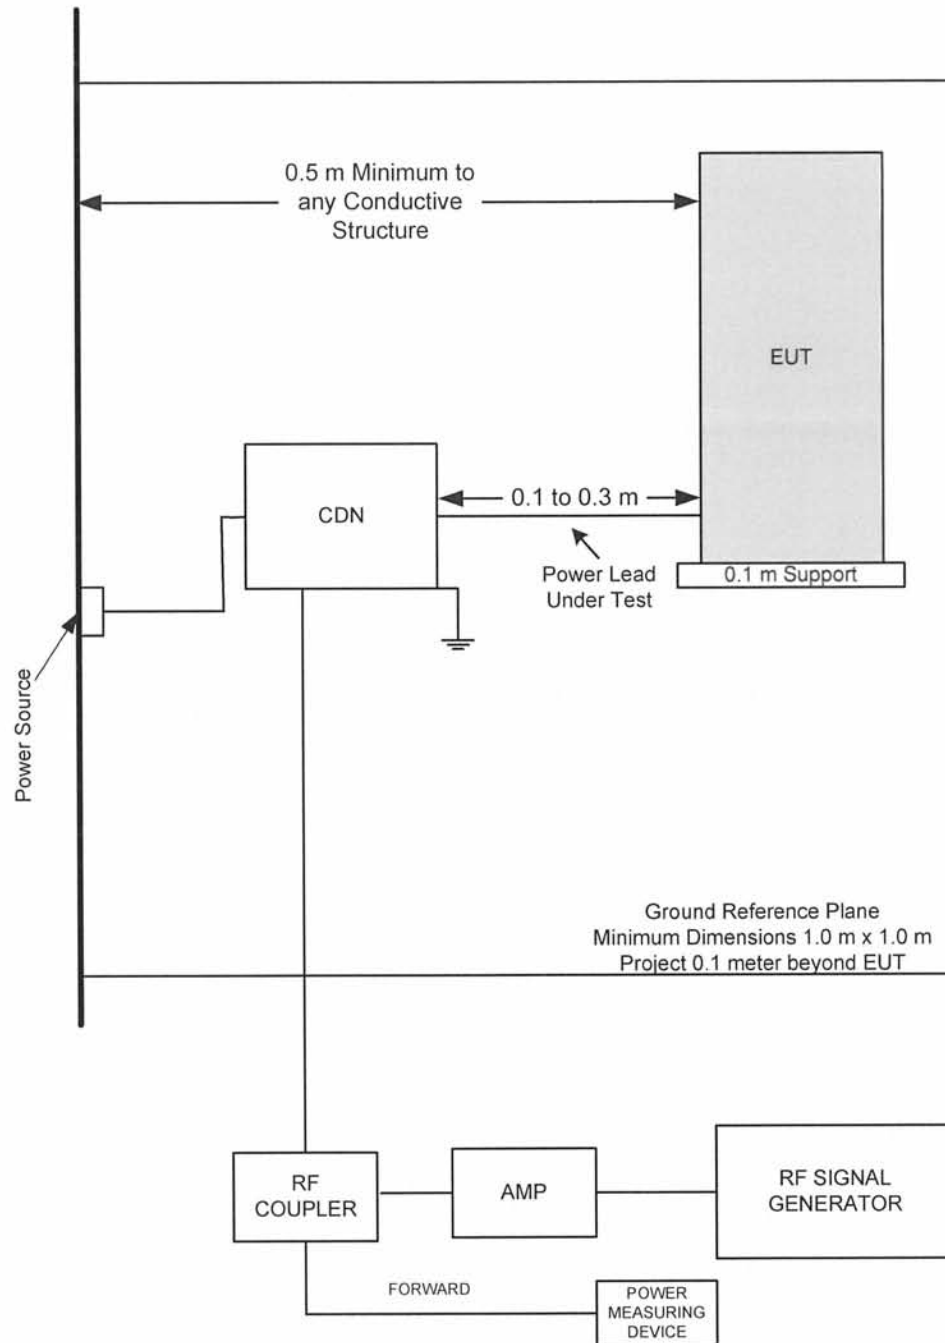 0.5 m Minimum to
any Conductive
Structure
EUT
CDN
0.1 to 0.3 m
Power Lead
Under Test
0.1 m Support
Power Source
Ground Reference Plane
Minimum Dimensions 1.0 m x 1.0 m
Project 0.1 meter beyond EUT
RF
COUPLER
AMP
RF SIGNAL
GENERATOR
FORWARD
POWER
MEASURING
DEVICE